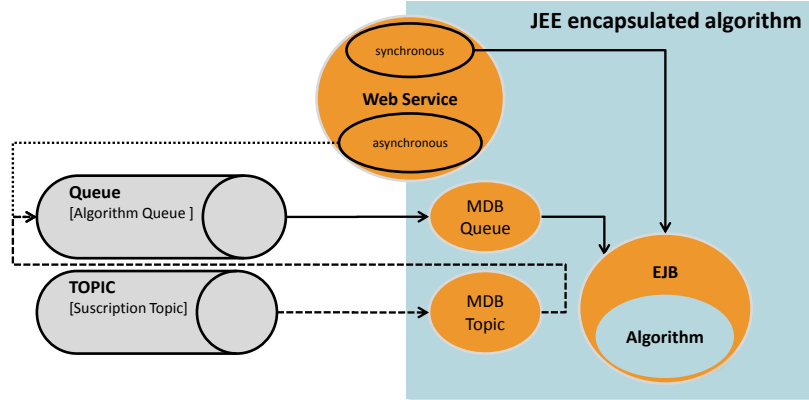 JEE encapsulated algorithm
synchronous
Web Service
asynchronous
Queue
[Algorithm Queue ]
MDB
Queue
TOPIC
[Suscription Topic]
MDB
Topic
EJB
Algorithm